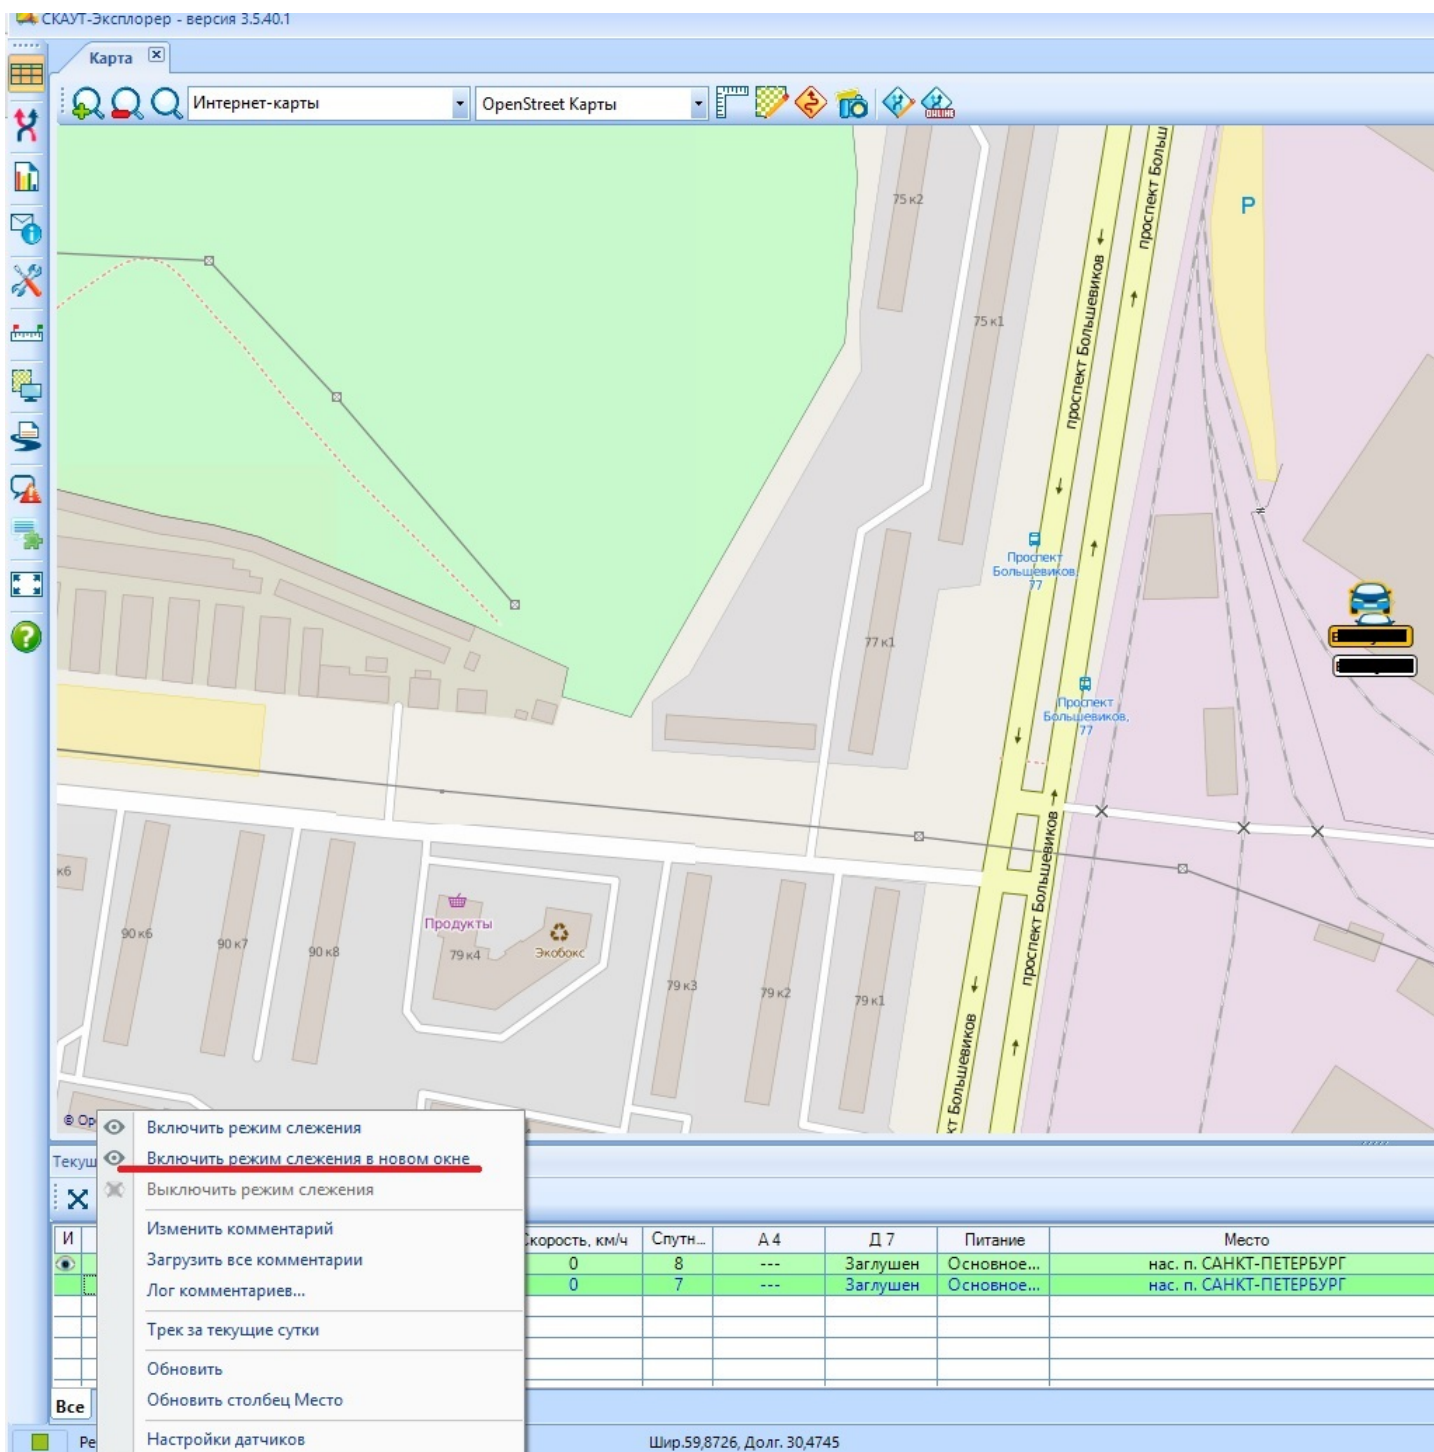 СКАУТ-Эксплорер - версия 3.5.40.1
Карта
Интернет-карты
OpenStreet Карты
ONLINE
75 к2
проспект Больш
P
проспект Большевиков
75 к1
Проспект
Большевиков,
77
77 к1
Проспект
Большевиков,
77
проспект Большевиков
к6
90 к6
90 к7
90 к8
Продукты
79 к4
Экобокс
79 к3
79 к2
79 к1
кт Большевиков
© Op
Включить режим слежения
Текущ
Включить режим слежения в новом окне
Выключить режим слежения
Изменить комментарий
Загрузить все комментарии
Лог комментариев...
Трек за текущие сутки
Обновить
Обновить столбец Место
Настройки датчиков
И Скорость, км/ч Спутн... А 4 Д 7 Питание Место
0 8 --- Заглушен Основное... нас. п. САНКТ-ПЕТЕРБУРГ
0 7 --- Заглушен Основное... нас. п. САНКТ-ПЕТЕРБУРГ
Все
Ре Шир.59,8726, Долг. 30,4745